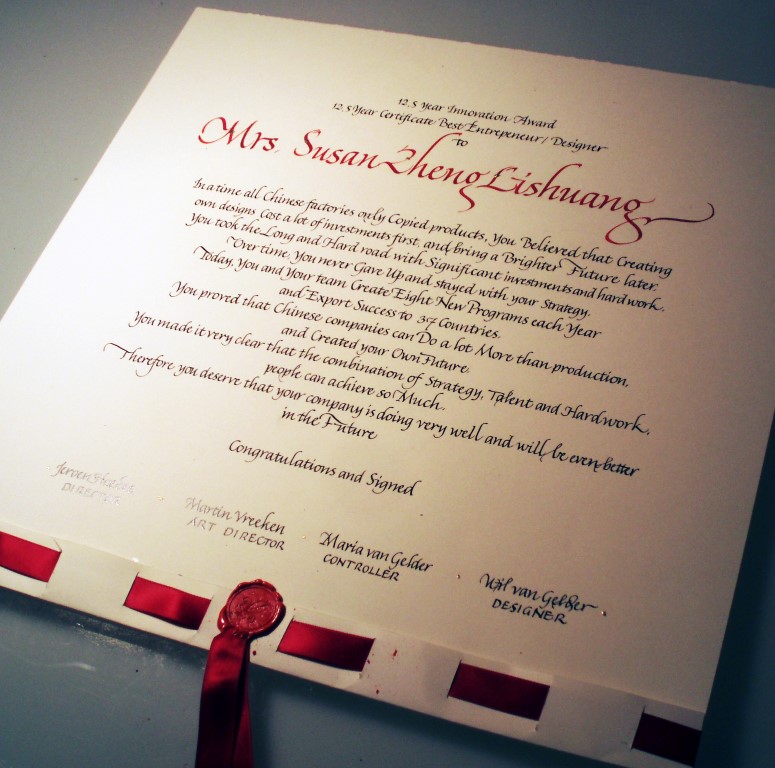 12,5 Year Innovation Award
12,5 Year Certificate Best Entrepeneur/Designer
to
Mrs. Susan Zheng Lishuang
In a time all Chinese factories only Copied products, You Believed that Creating
own designs Cost a lot of investments first, and bring a Brighter Future later.
You took the Long and Hard road with Significant investments and hard work.
Over time, you never Gave Up and stayed with your Strategy.
Today, You and Your team Create Eight New Programs each Year
and Export Success to 37 Countries.
You proved that Chinese companies can Do a lot More than production,
and Created your Own Future.
You made it very clear that the combination of Strategy, Talent and Hard work,
people can achieve so Much.
Therefore you deserve that your company is doing very well and will be even better
in the Future
Congratulations and Signed
Jeroen
DIRECTOR
Martin Vreeken
ART DIRECTOR
Maria van Gelder
CONTROLLER
Wil van Gelder
DESIGNER